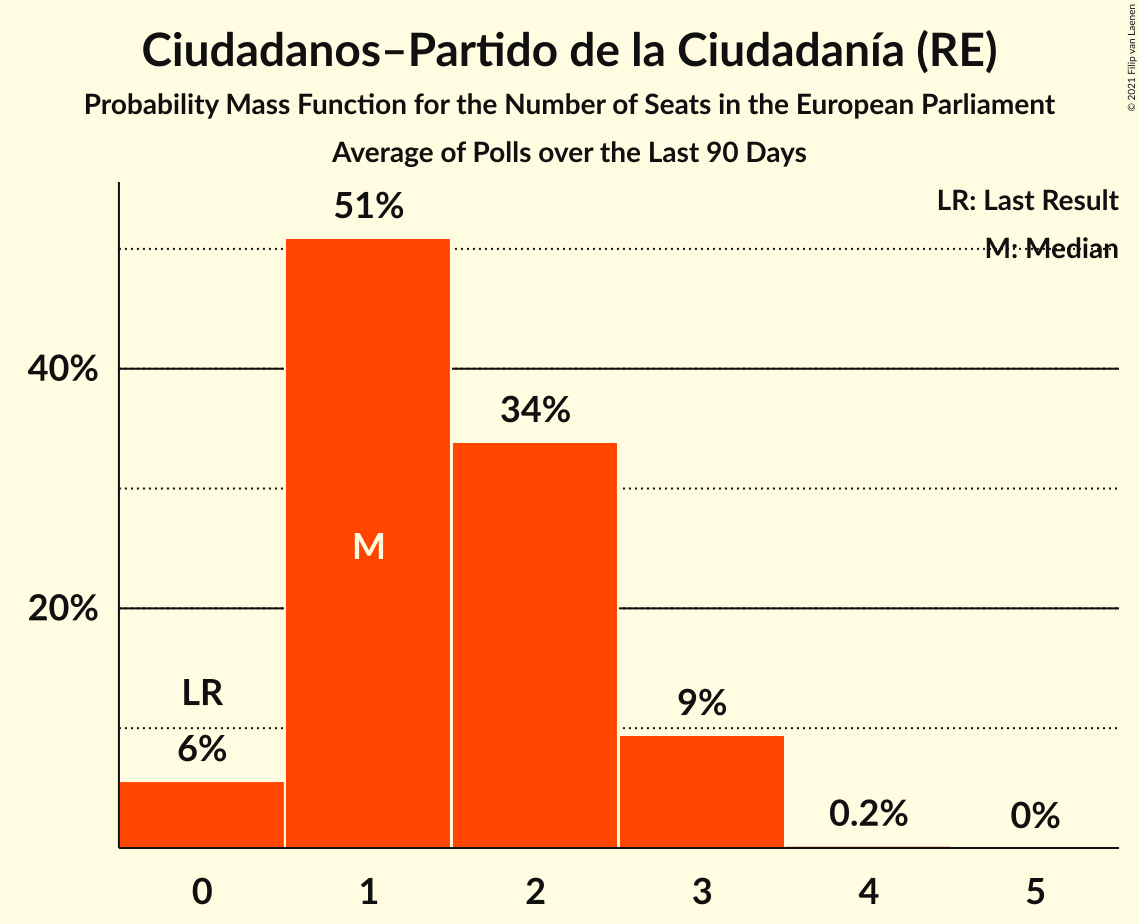 Ciudadanos–Partido de la Ciudadanía (RE)
Probability Mass Function for the Number of Seats in the European Parliament
Average of Polls over the Last 90 Days
© 2021 Filip van Laenen
LR: Last Result
M: Median
51%
40%
34%
M
20%
LR
9%
6%
0.2%
0%
0 1 2 3 4 5